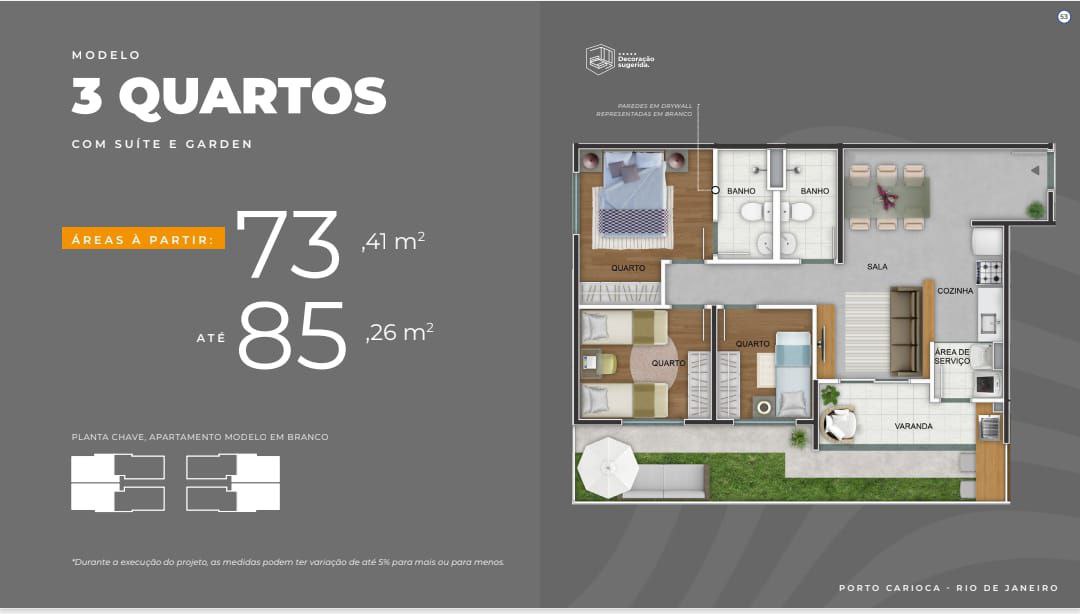 53
MODELO
3 QUARTOS
COM SUÍTE E GARDEN
ÁREAS À PARTIR:
73,41 m²
ATÉ
85,26 m²
PLANTA CHAVE, APARTAMENTO MODELO EM BRANCO
*Durante a execução do projeto, as medidas podem ter variação de até 5% para mais ou para menos.
Decoração
sugerida.
PAREDES EM DRYWALL
REPRESENTADAS EM BRANCO
BANHO
BANHO
QUARTO
SALA
COZINHA
QUARTO
QUARTO
ÁREA DE
SERVIÇO
VARANDA
PORTO CARIOCA - RIO DE JANEIRO